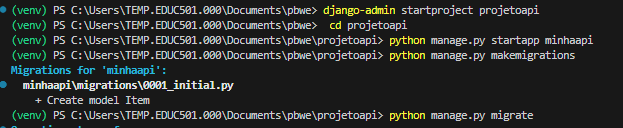 (venv) PS C:\Users\TEMP.EDUC501.000\Documents\pbwe> django-admin startproject projetoapi
(venv) PS C:\Users\TEMP.EDUC501.000\Documents\pbwe> cd projetoapi
(venv) PS C:\Users\TEMP.EDUC501.000\Documents\pbwe\projetoapi> python manage.py startapp minhaapi
(venv) PS C:\Users\TEMP.EDUC501.000\Documents\pbwe\projetoapi> python manage.py makemigrations
Migrations for 'minhaapi':
minhaapi\migrations\0001_initial.py
+ Create model Item
(venv) PS C:\Users\TEMP.EDUC501.000\Documents\pbwe\projetoapi> python manage.py migrate